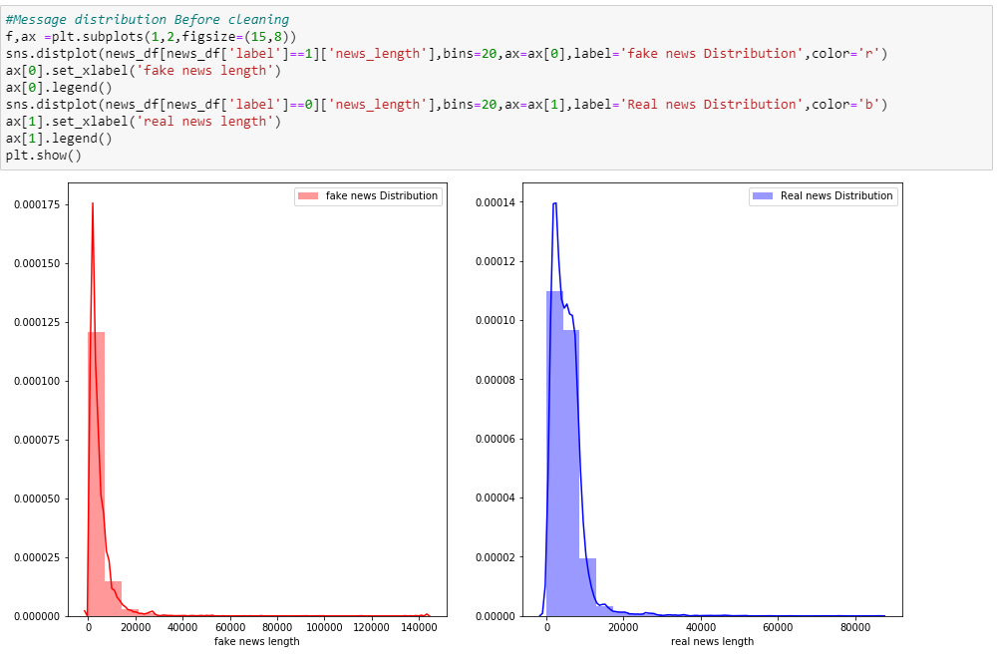 #Message distribution Before cleaning
f,ax =plt.subplots(1,2,figsize=(15,8))
sns.distplot(news_df[news_df['label']==1]['news_length'],bins=20,ax=ax[0],label='fake news Distribution',color='r')
ax[0].set_xlabel('fake news length')
ax[0].legend()
sns.distplot(news_df[news_df['label']==0]['news_length'],bins=20,ax=ax[1],label='Real news Distribution',color='b')
ax[1].set_xlabel('real news length')
ax[1].legend()
plt.show()
fake news Distribution
0.000175
0.000150
0.000125
0.000100
0.000075
0.000050
0.000025
0.000000
0 20000 40000 60000 80000 100000 120000 140000
fake news length
Real news Distribution
0.00014
0.00012
0.00010
0.00008
0.00006
0.00004
0.00002
0.00000
0 20000 40000 60000 80000
real news length